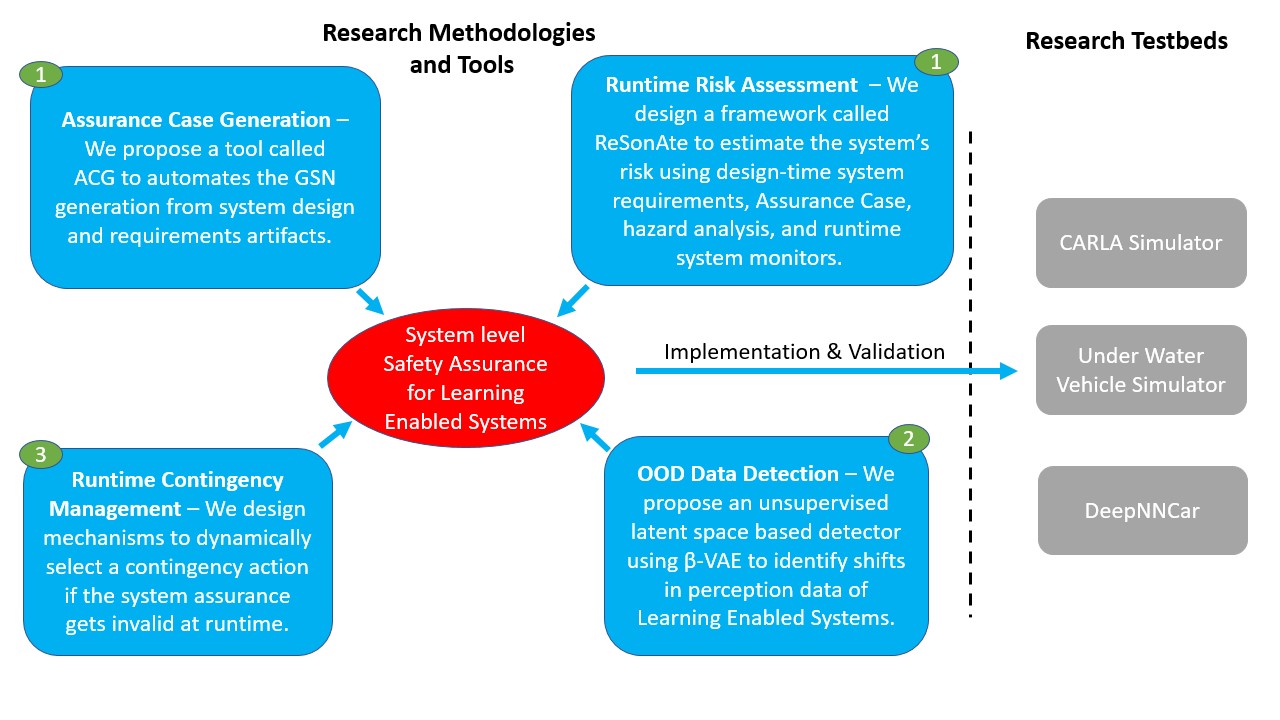 Research Methodologies
and Tools
Research Testbeds
1
Assurance Case Generation –
We propose a tool called
ACG to automates the GSN
generation from system design
and requirements artifacts.
1
Runtime Risk Assessment – We
design a framework called
ReSonAte to estimate the system's
risk using design-time system
requirements, Assurance Case,
hazard analysis, and runtime
system monitors.
System level
Safety Assurance
for Learning
Enabled Systems
Implementation & Validation
3
Runtime Contingency
Management – We design
mechanisms to dynamically
select a contingency action
if the system assurance
gets invalid at runtime.
2
OOD Data Detection – We
propose an unsupervised
latent space based detector
using β-VAE to identify shifts
in perception data of
Learning Enabled Systems.
CARLA Simulator
Under Water
Vehicle Simulator
DeepNNCar